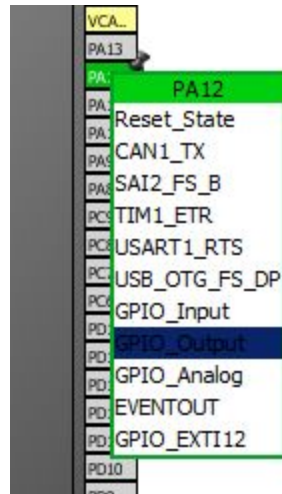 VCA...
PA13
PA12
Reset_State
CAN1_TX
SAI2_FS_B
TIM1_ETR
USART1_RTS
USB_OTG_FS_DP
GPIO_Input
GPIO_Output
GPIO_Analog
EVENTOUT
GPIO_EXTI12
PD10